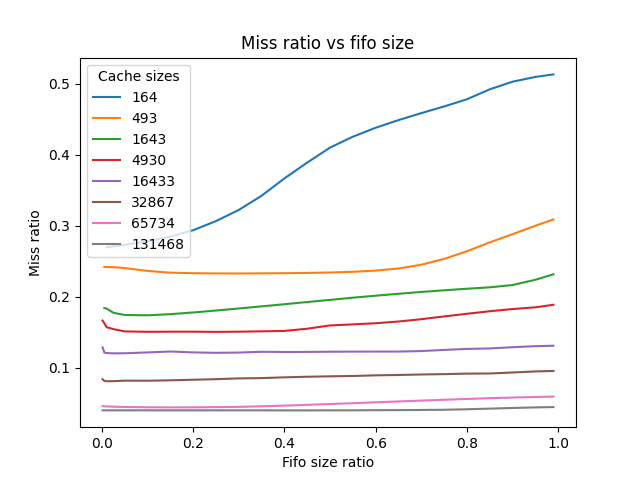 Miss ratio vs fifo size
Cache sizes
164
493
1643
4930
16433
32867
65734
131468
0.5
0.4
0.3
0.2
0.1
Miss ratio
0.0 0.2 0.4 0.6 0.8 1.0
Fifo size ratio